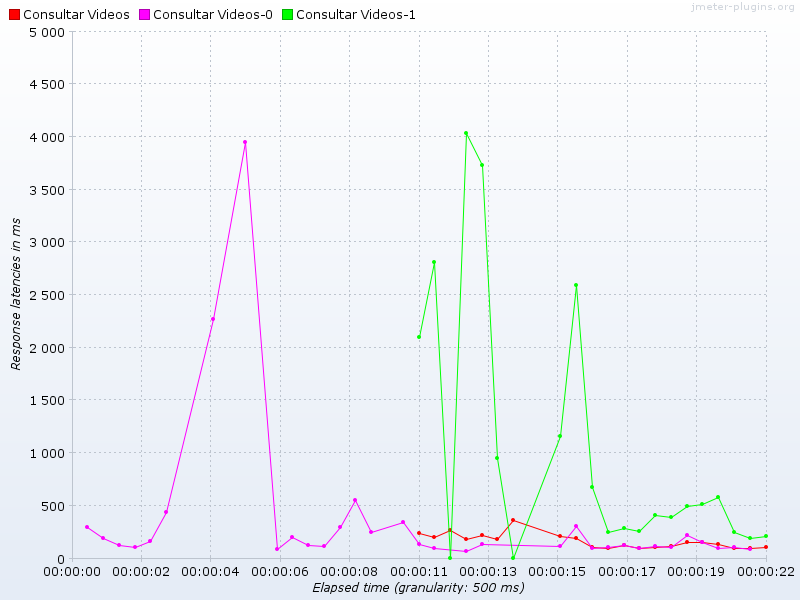 jmeter-plugins.org
Consultar Videos Consultar Videos-0 Consultar Videos-1
5 000
4 500
4 000
3 500
3 000
2 500
2 000
1 500
1 000
500
0
Response latencies in ms
00:00:00 00:00:02 00:00:04 00:00:06 00:00:08 00:00:11 00:00:13 00:00:15 00:00:17 00:00:19 00:00:22
Elapsed time (granularity: 500 ms)